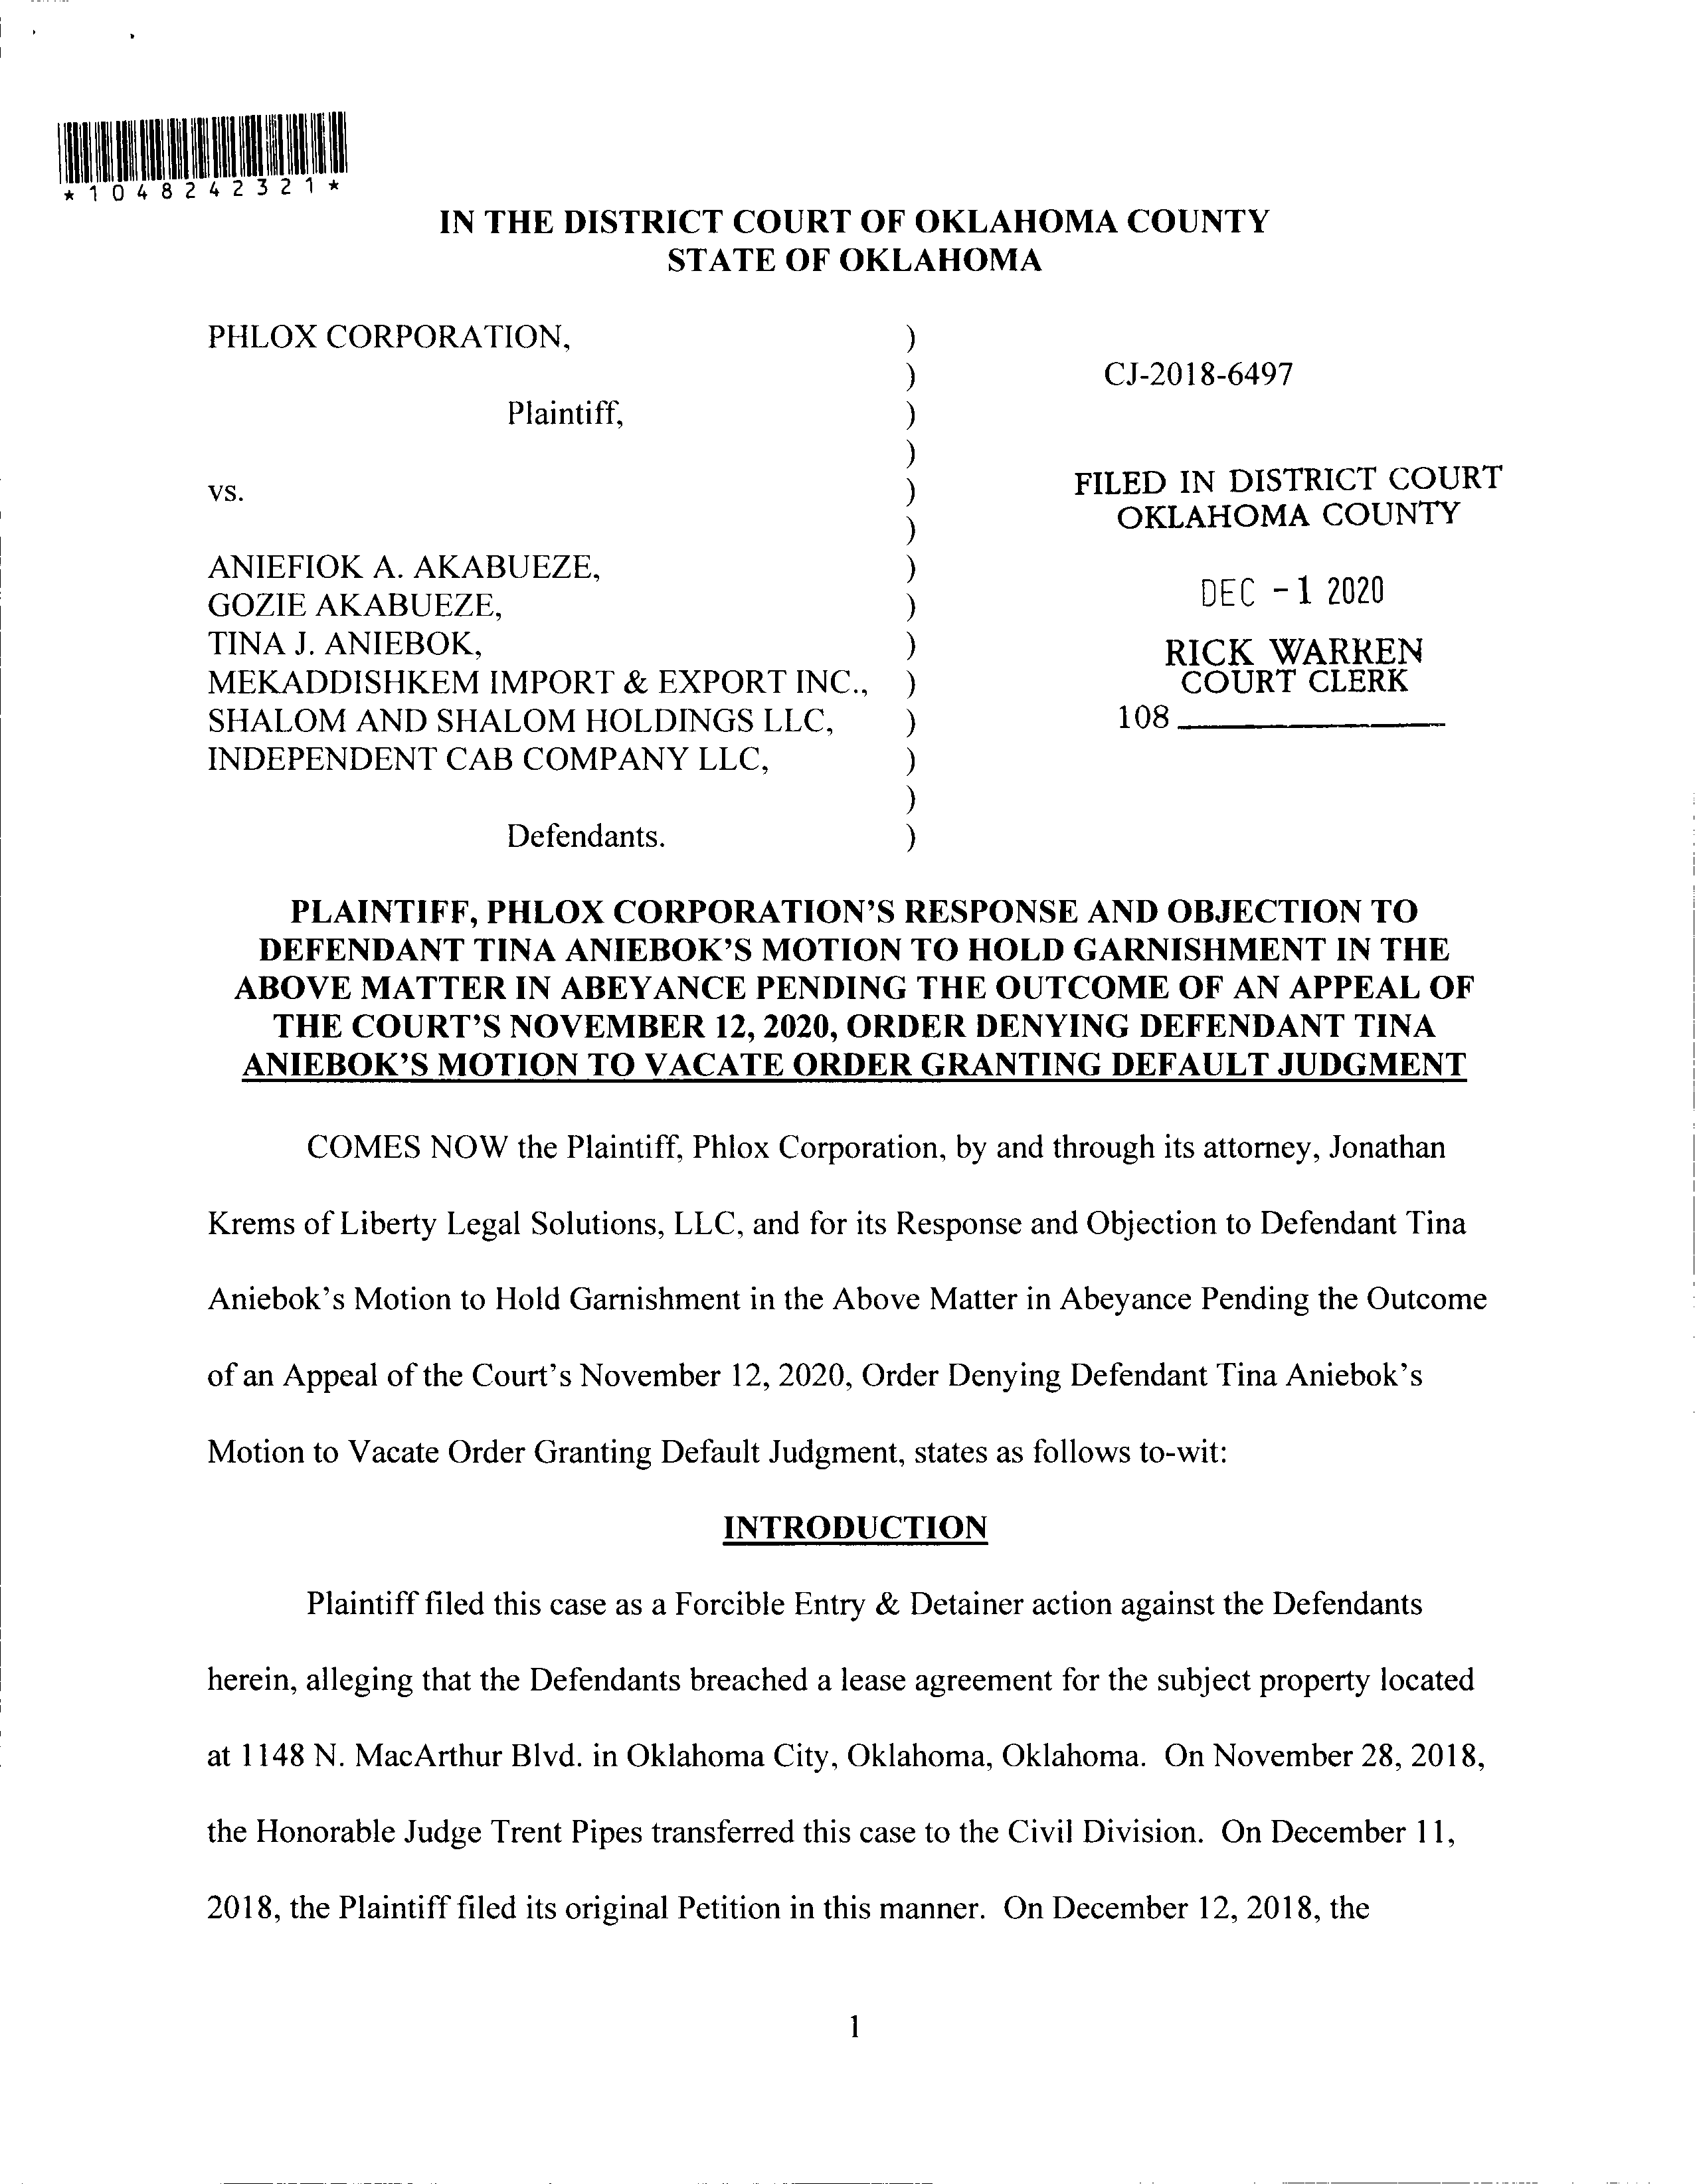 *1048242321*
IN THE DISTRICT COURT OF OKLAHOMA COUNTY
STATE OF OKLAHOMA
PHLOX CORPORATION, )
) CJ-2018-6497
Plaintiff, )
)
vs. )
)
ANIEFIOK A. AKABUEZE, )
GOZIE AKABUEZE, )
TINA J. ANIEBOK, )
MEKADDISHKEM IMPORT & EXPORT INC., )
SHALOM AND SHALOM HOLDINGS LLC, )
INDEPENDENT CAB COMPANY LLC, )
)
Defendants. )
FILED IN DISTRICT COURT
OKLAHOMA COUNTY
DEC -1 2020
RICK WARREN
COURT CLERK
108
PLAINTIFF, PHLOX CORPORATION'S RESPONSE AND OBJECTION TO
DEFENDANT TINA ANIEBOK'S MOTION TO HOLD GARNISHMENT IN THE
ABOVE MATTER IN ABEYANCE PENDING THE OUTCOME OF AN APPEAL OF
THE COURT'S NOVEMBER 12, 2020, ORDER DENYING DEFENDANT TINA
ANIEBOK'S MOTION TO VACATE ORDER GRANTING DEFAULT JUDGMENT
COMES NOW the Plaintiff, Phlox Corporation, by and through its attorney, Jonathan
Krems of Liberty Legal Solutions, LLC, and for its Response and Objection to Defendant Tina
Aniebok's Motion to Hold Garnishment in the Above Matter in Abeyance Pending the Outcome
of an Appeal of the Court's November 12, 2020, Order Denying Defendant Tina Aniebok's
Motion to Vacate Order Granting Default Judgment, states as follows to-wit:
INTRODUCTION
Plaintiff filed this case as a Forcible Entry & Detainer action against the Defendants
herein, alleging that the Defendants breached a lease agreement for the subject property located
at 1148 N. MacArthur Blvd. in Oklahoma City, Oklahoma, Oklahoma. On November 28, 2018,
the Honorable Judge Trent Pipes transferred this case to the Civil Division. On December 11,
2018, the Plaintiff filed its original Petition in this manner. On December 12, 2018, the
1